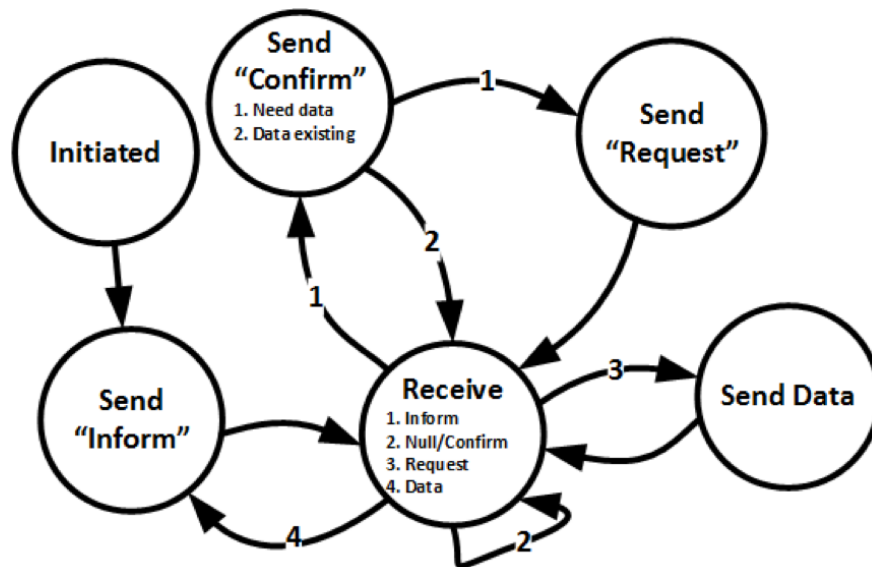 Send
“Confirm”
1. Need data
2. Data existing
1
Send
“Request”
Initiated
2
1
Send
“Inform”
Receive
1. Inform
2. Null/Confirm
3. Request
4. Data
3
Send Data
4
2